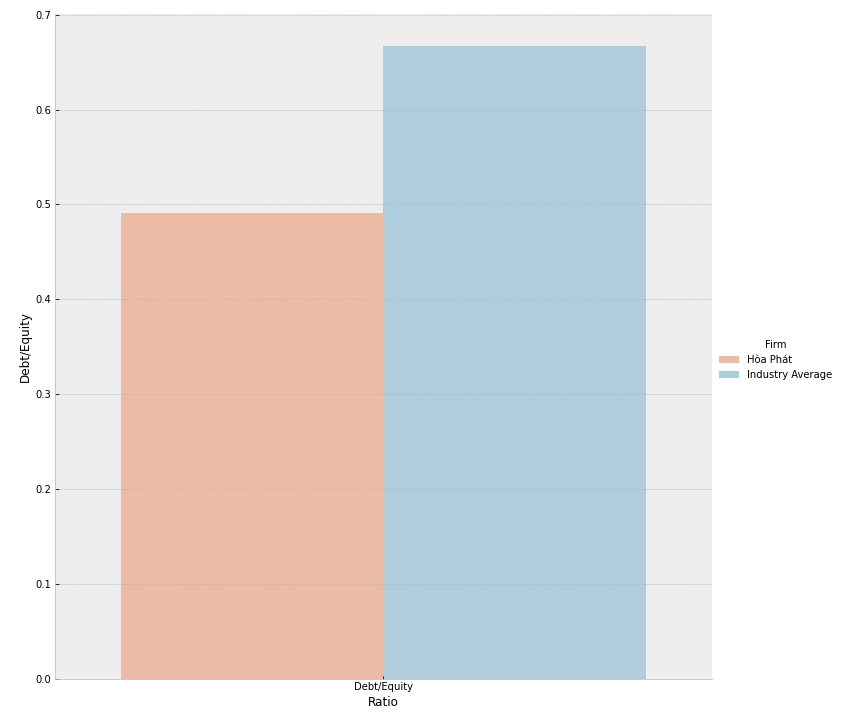 0.7
0.6
0.5
0.4
0.3
0.2
0.1
0.0
Debt/Equity
Debt/Equity
Ratio
Firm
Hòa Phát
Industry Average